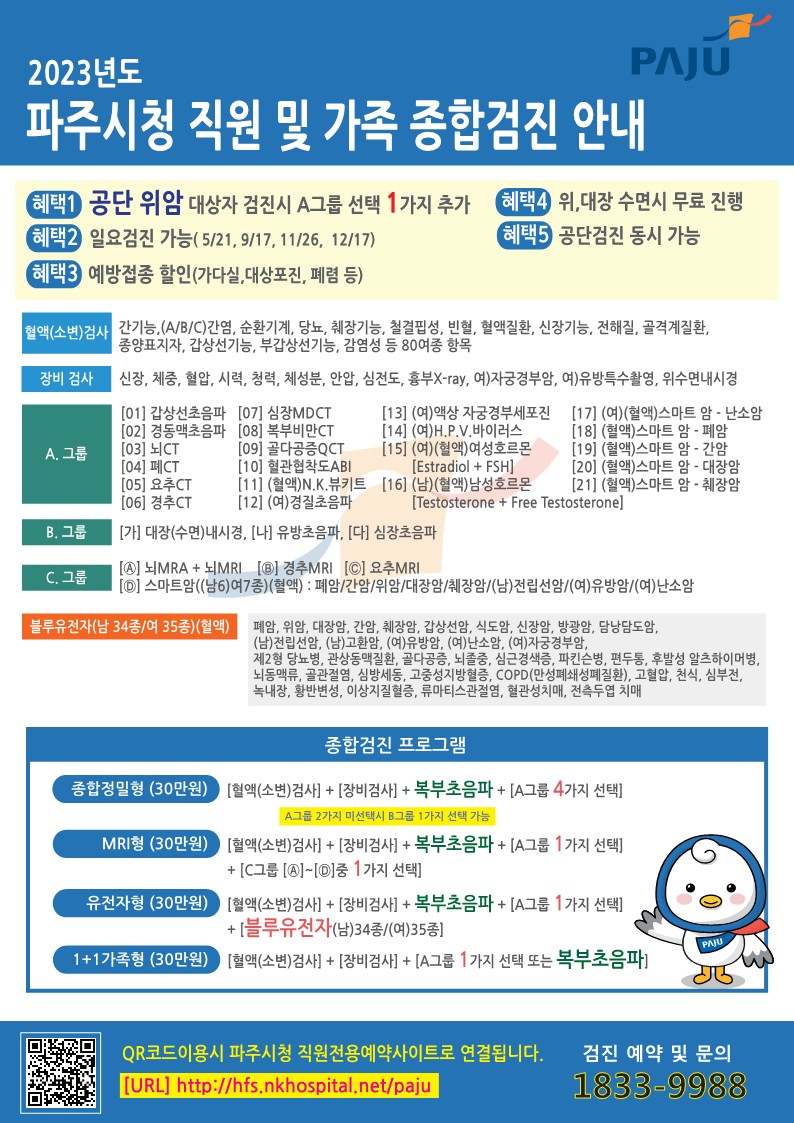 PAJU
2023년도
파주시청 직원 및 가족 종합검진 안내
혜택1 공단 위암 대상자 검진시 A그룹 선택 1가지 추가
혜택2 일요검진 가능( 5/21, 9/17, 11/26, 12/17)
혜택3 예방접종 할인(가다실,대상포진, 폐렴 등)
혜택4 위,대장 수면시 무료 진행
혜택5 공단검진 동시 가능
혈액(소변)검사
간기능,(A/B/C)간염, 순환기계, 당뇨, 췌장기능, 철결핍성, 빈혈, 혈액질환, 신장기능, 전해질, 골격계질환,
종양표지자, 갑상선기능, 부갑상선기능, 감염성 등 80여종 항목
장비 검사
신장, 체중, 혈압, 시력, 청력, 체성분, 안압, 심전도, 흉부X-ray, 여)자궁경부암, 여)유방특수촬영, 위수면내시경
A. 그룹
[01] 갑상선초음파
[02] 경동맥초음파
[03] 뇌CT
[04] 폐CT
[05] 요추CT
[06] 경추CT
[07] 심장MDCT
[08] 복부비만CT
[09] 골다공증QCT
[10] 혈관협착도ABI
[11] (혈액)N.K.뷰키트
[12] (여)경질초음파
[13] (여)액상 자궁경부세포진
[14] (여)H.P.V.바이러스
[15] (여)(혈액)여성호르몬
[Estradiol + FSH]
[16] (남)(혈액)남성호르몬
[Testosterone + Free Testosterone]
[17] (여)(혈액)스마트 암 - 난소암
[18] (혈액)스마트 암 - 폐암
[19] (혈액)스마트 암 - 간암
[20] (혈액)스마트 암 - 대장암
[21] (혈액)스마트 암 - 췌장암
B. 그룹
[가] 대장(수면)내시경, [나] 유방초음파, [다] 심장초음파
C. 그룹
[Ⓐ] 뇌MRA + 뇌MRI [Ⓑ] 경추MRI [Ⓒ] 요추MRI
[Ⓓ] 스마트암((남6)여7종)(혈액) : 폐암/간암/위암/대장암/췌장암/(남)전립선암/(여)유방암/(여)난소암
블루유전자(남 34종/여 35종)(혈액)
폐암, 위암, 대장암, 간암, 췌장암, 갑상선암, 식도암, 신장암, 방광암, 담낭담도암,
(남)전립선암, (남)고환암, (여)유방암, (여)난소암, (여)자궁경부암,
제2형 당뇨병, 관상동맥질환, 골다공증, 뇌졸중, 심근경색증, 파킨슨병, 편두통, 후발성 알츠하이머병,
뇌동맥류, 골관절염, 심방세동, 고중성지방혈증, COPD(만성폐쇄성폐질환), 고혈압, 천식, 심부전,
녹내장, 황반변성, 이상지질혈증, 류마티스관절염, 혈관성치매, 전측두엽 치매
종합검진 프로그램
종합정밀형 (30만원) [혈액(소변)검사] + [장비검사] + 복부초음파 + [A그룹 4가지 선택]
A그룹 2가지 미선택시 B그룹 1가지 선택 가능
MRI형 (30만원) [혈액(소변)검사] + [장비검사] + 복부초음파 + [A그룹 1가지 선택]
+ [C그룹 [Ⓐ]~[Ⓓ]중 1가지 선택]
유전자형 (30만원) [혈액(소변)검사] + [장비검사] + 복부초음파 + [A그룹 1가지 선택]
+ [블루유전자(남)34종/(여)35종]
1+1가족형 (30만원) [혈액(소변)검사] + [장비검사] + [A그룹 1가지 선택 또는 복부초음파]
PAJU
QR코드이용시 파주시청 직원전용예약사이트로 연결됩니다.
[URL] http://hfs.nkhospital.net/paju
검진 예약 및 문의
1833-9988